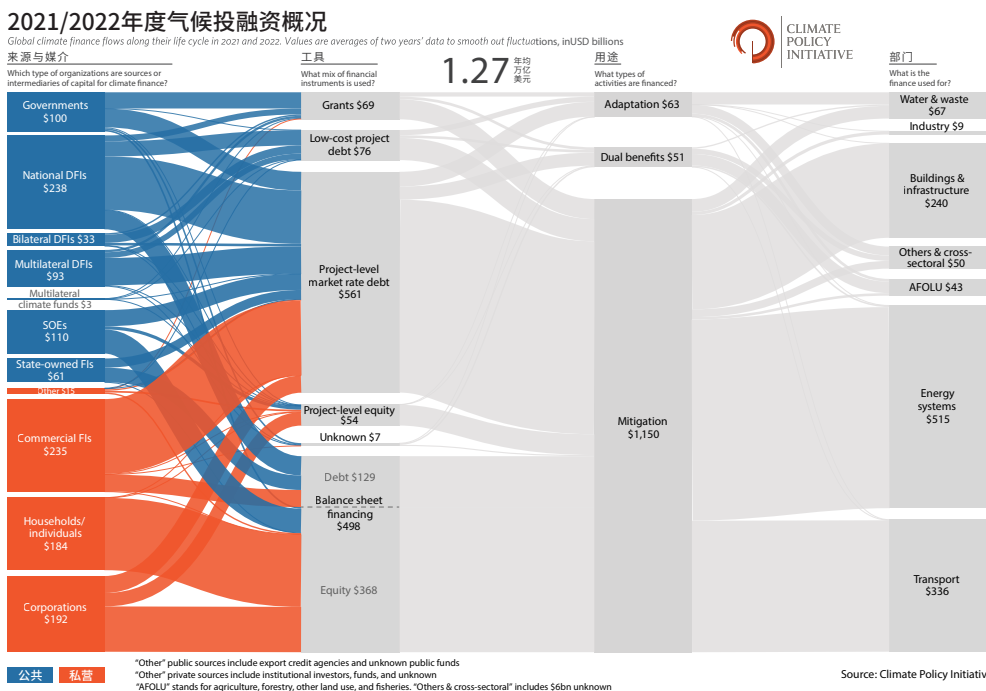 2021/2022年度气候投融资概况
Global climate finance flows along their life cycle in 2021 and 2022. Values are averages of two years’ data to smooth out fluctuations, inUSD billions
CLIMATE
POLICY
INITIATIVE
来源与媒介
Which type of organizations are sources or
intermediaries of capital for climate finance?
工具
What mix of financial
instruments is used?
1.27
年均
万亿
美元
用途
What types of
activities are financed?
部门
What is the
finance used for?
Governments
$100
National DFIs
$238
Bilateral DFIs $33
Multilateral DFIs
$93
Multilateral
climate funds $3
SOEs
$110
State-owned FIs
$61
Other $15
Commercial FIs
$235
Households/
individuals
$184
Corporations
$192
Grants $69
Low-cost project
debt $76
Project-level
market rate debt
$561
Project-level equity
$54
Unknown $7
Debt $129
Balance sheet
financing
$498
Equity $368
Adaptation $63
Dual benefits $51
Mitigation
$1,150
Water & waste
$67
Industry $9
Buildings &
infrastructure
$240
Others & cross-
sectoral $50
AFOLU $43
Energy
systems
$515
Transport
$336
公共
私营
“Other” public sources include export credit agencies and unknown public funds
“Other” private sources include institutional investors, funds, and unknown
“AFOLU” stands for agriculture, forestry, other land use, and fisheries. “Others & cross-sectoral” includes $6bn unknown
Source: Climate Policy Initiativ